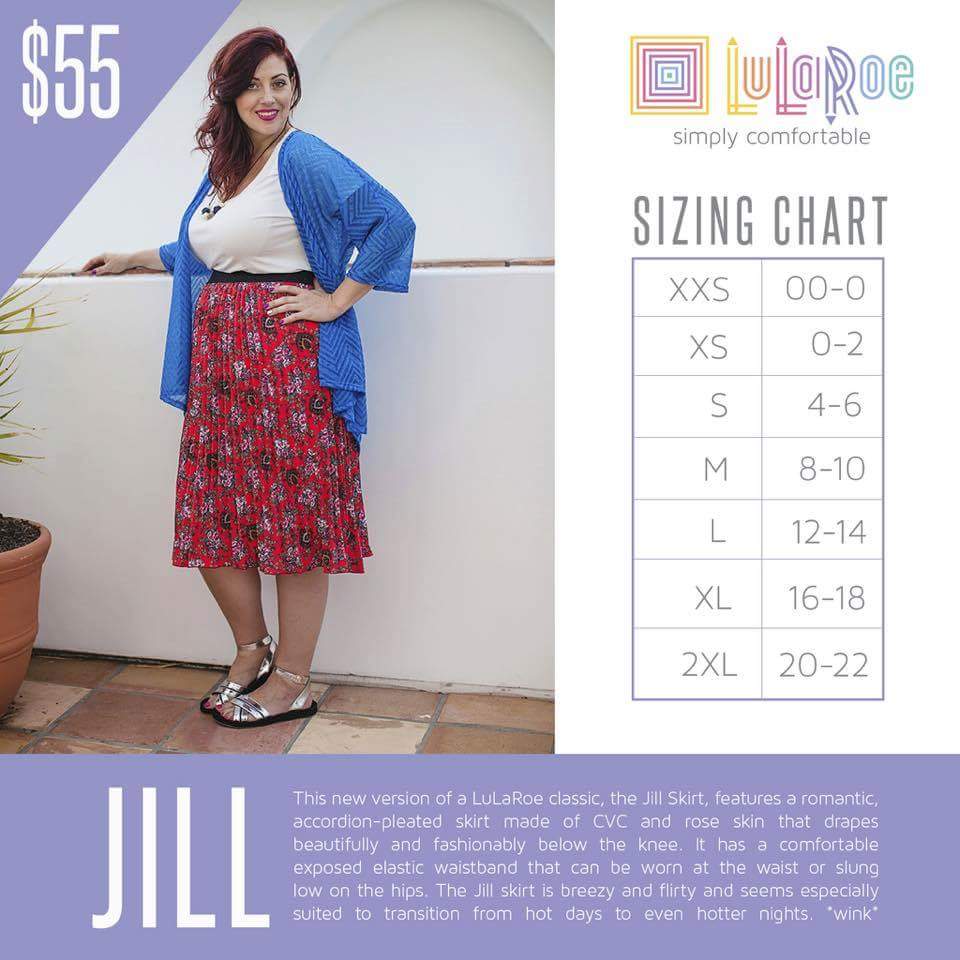 $55
LuLaRoe
simply comfortable
SIZING CHART
XXS 00-0
XS 0-2
S 4-6
M 8-10
L 12-14
XL 16-18
2XL 20-22
JILL
This new version of a LuLaRoe classic, the Jill Skirt, features a romantic,
accordion-pleated skirt made of CVC and rose skin that drapes
beautifully and fashionably below the knee. It has a comfortable
exposed elastic waistband that can be worn at the waist or slung
low on the hips. The Jill skirt is breezy and flirty and seems especially
suited to transition from hot days to even hotter nights. *wink*